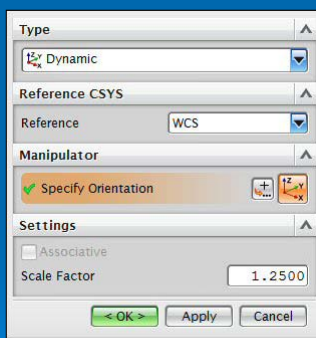 Type
Dynamic
Reference CSYS
Reference WCS
Manipulator
Specify Orientation
Settings
Associative
Scale Factor 1.2500
< OK > Apply Cancel